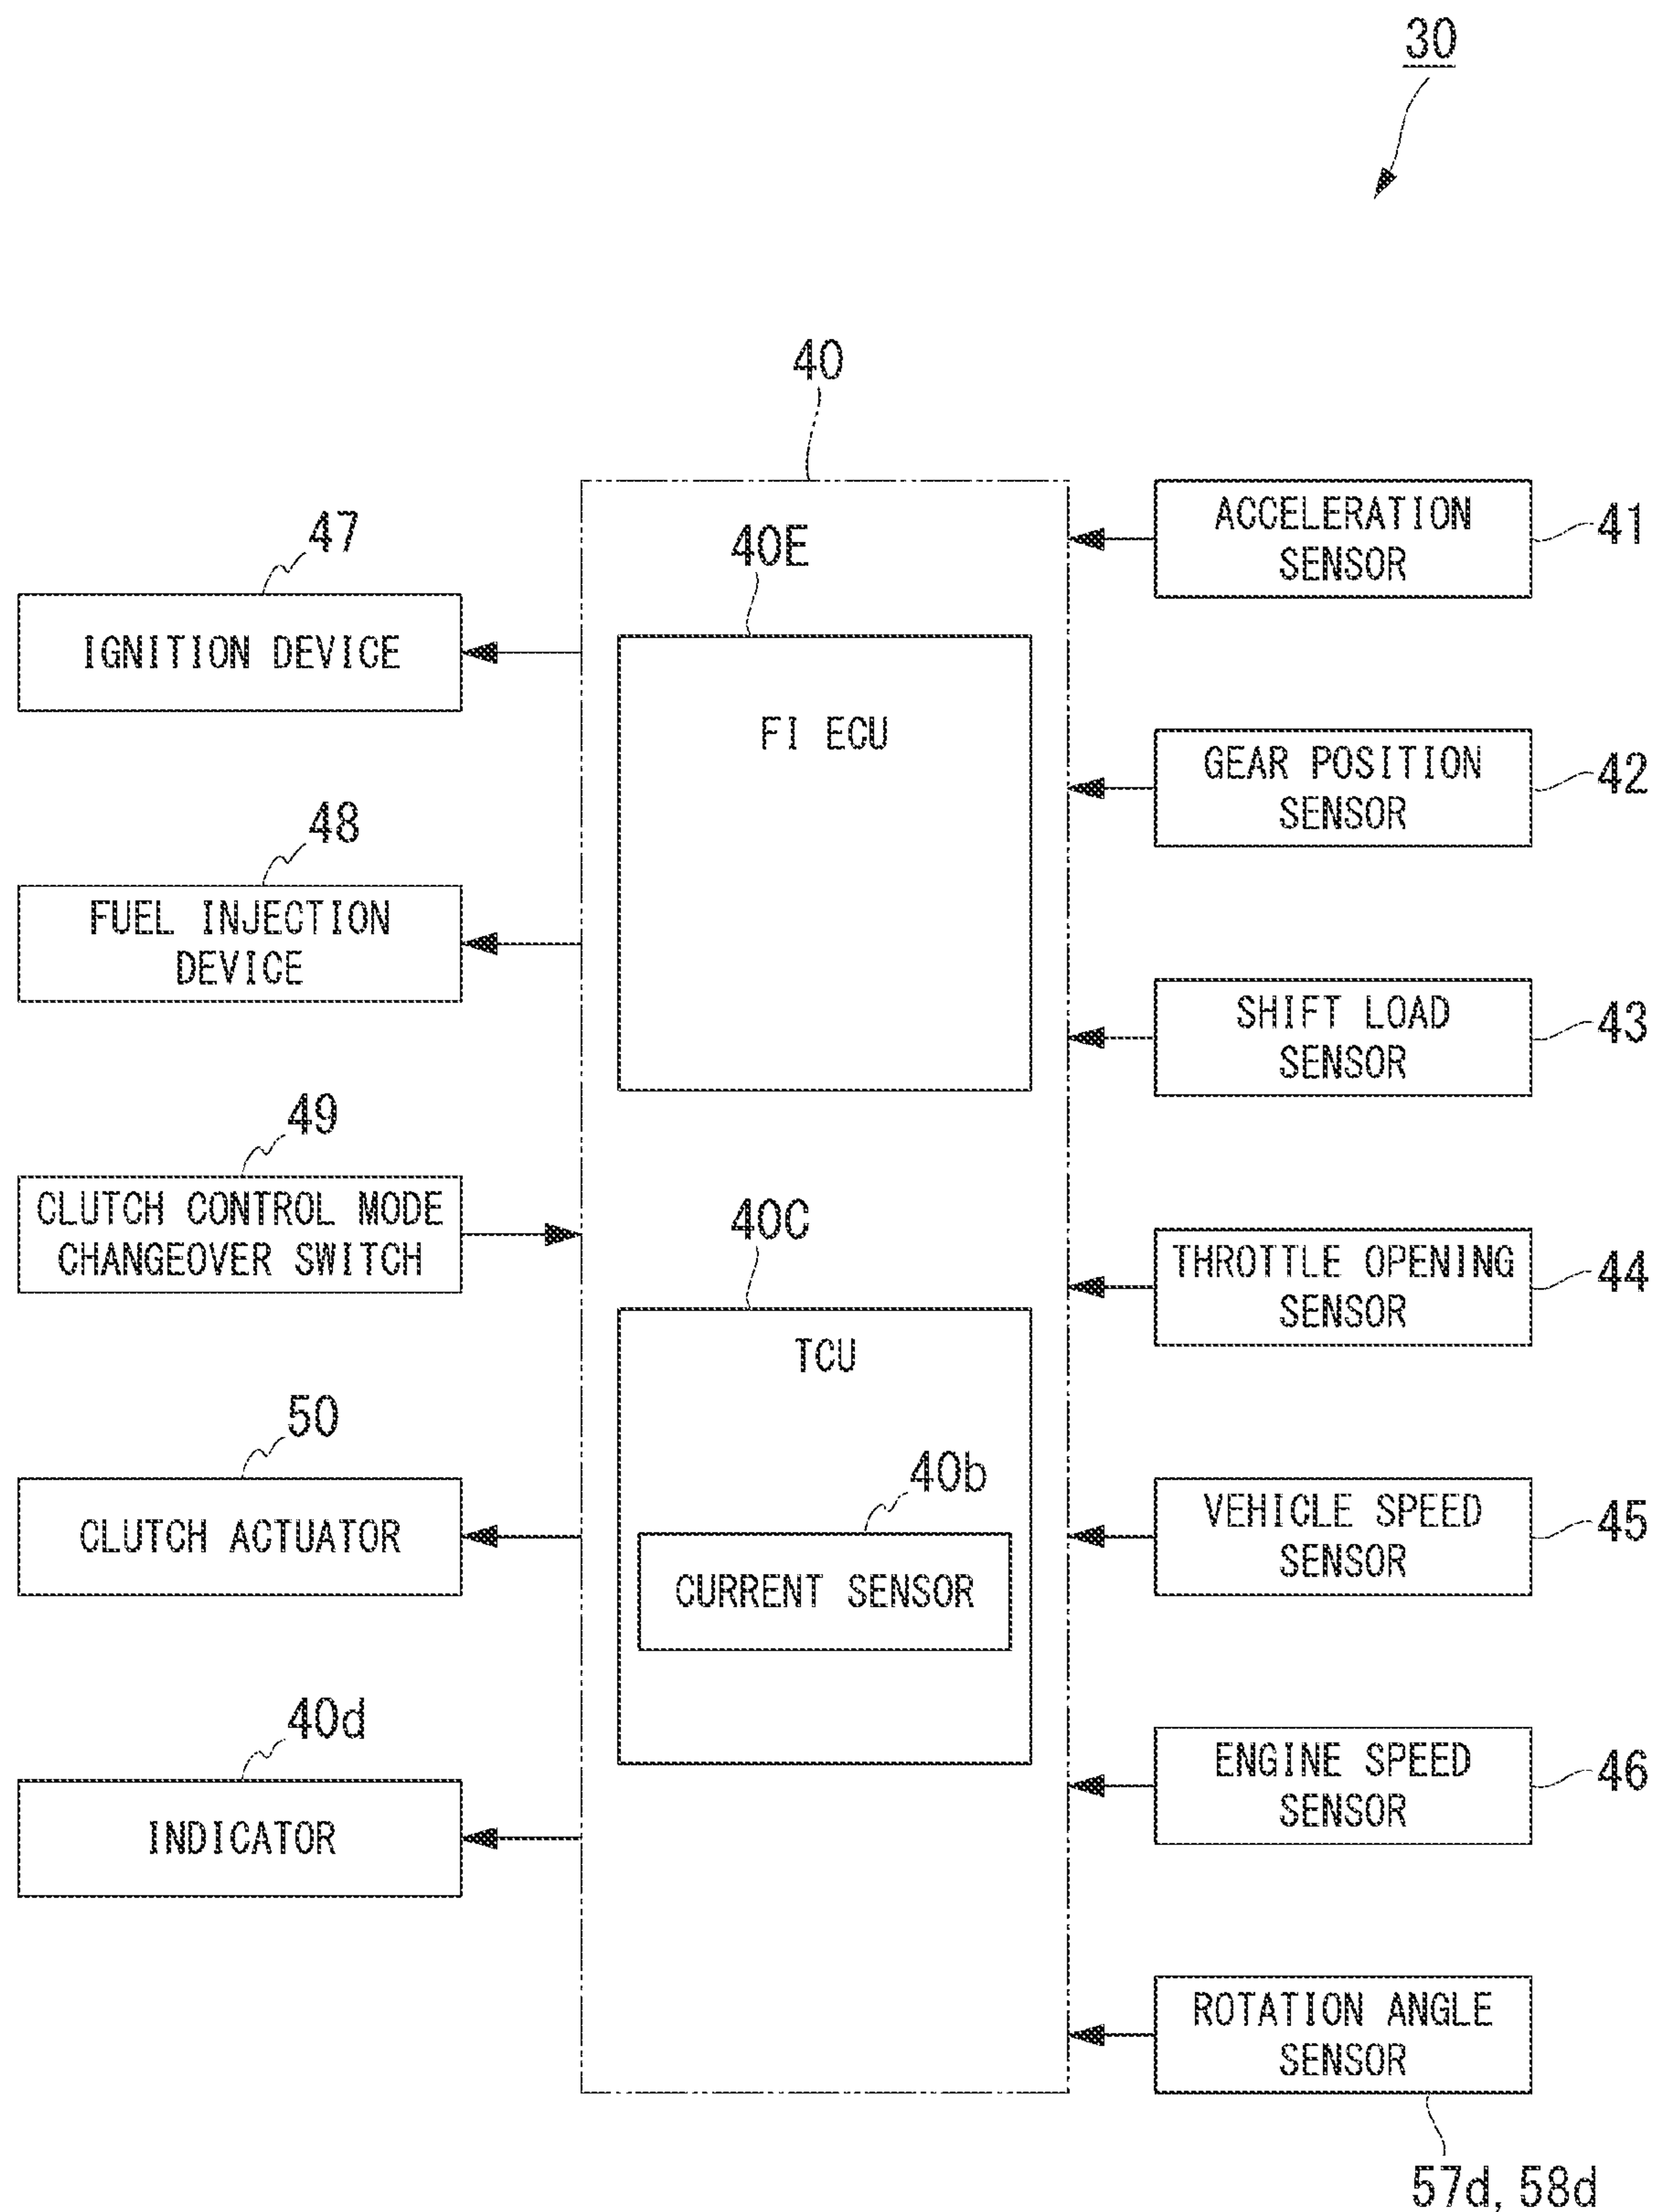 30
40
47
IGNITION DEVICE
48
FUEL INJECTION
DEVICE
49
CLUTCH CONTROL MODE
CHANGEOVER SWITCH
50
CLUTCH ACTUATOR
40d
INDICATOR
40E
FI ECU
40C
TCU
40b
CURRENT SENSOR
ACCELERATION
SENSOR
41
GEAR POSITION
SENSOR
42
SHIFT LOAD
SENSOR
43
THROTTLE OPENING
SENSOR
44
VEHICLE SPEED
SENSOR
45
ENGINE SPEED
SENSOR
46
ROTATION ANGLE
SENSOR
57d, 58d